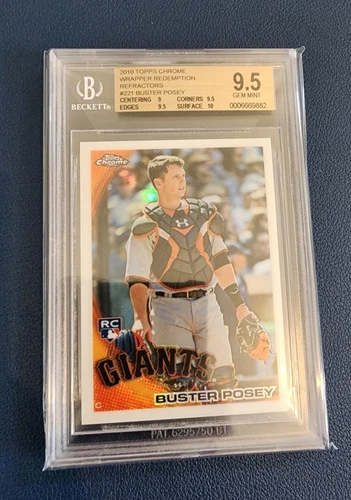 2010 TOPPS CHROME
WRAPPER REDEMPTION
REFRACTORS
#221 BUSTER POSEY
CENTERING 9 CORNERS 9.5
EDGES 9.5 SURFACE 10
B
BECKETT
9.5
GEM MINT
0006669882
Topps
Chrome
RC
GIANTS
BUSTER POSEY
C